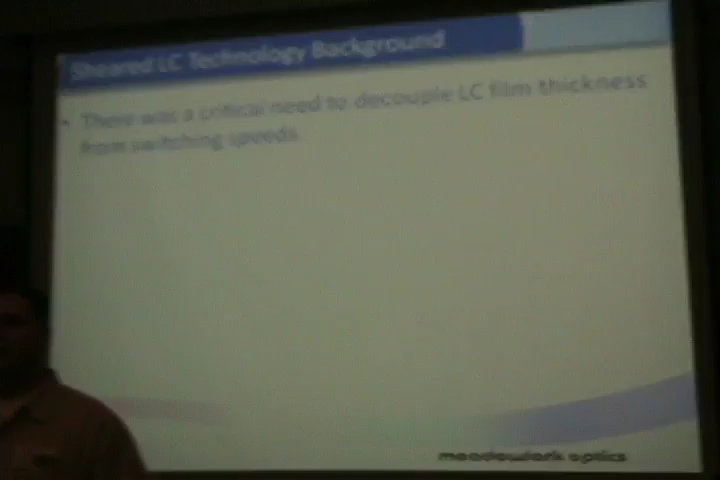 Sheared LC Technology Background
• There was a critical need to decouple LC film thickness
from switching speeds
meadowlark optics